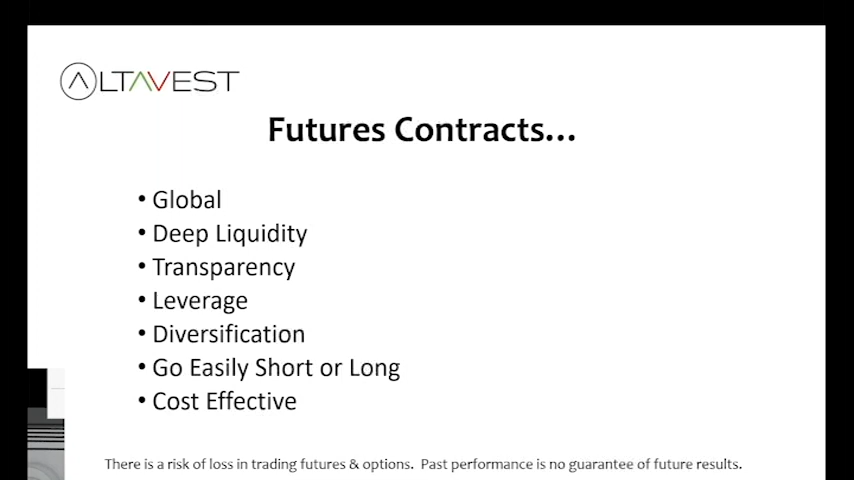 ALTAVEST
Futures Contracts...
• Global
• Deep Liquidity
• Transparency
• Leverage
• Diversification
• Go Easily Short or Long
• Cost Effective
There is a risk of loss in trading futures & options. Past performance is no guarantee of future results.